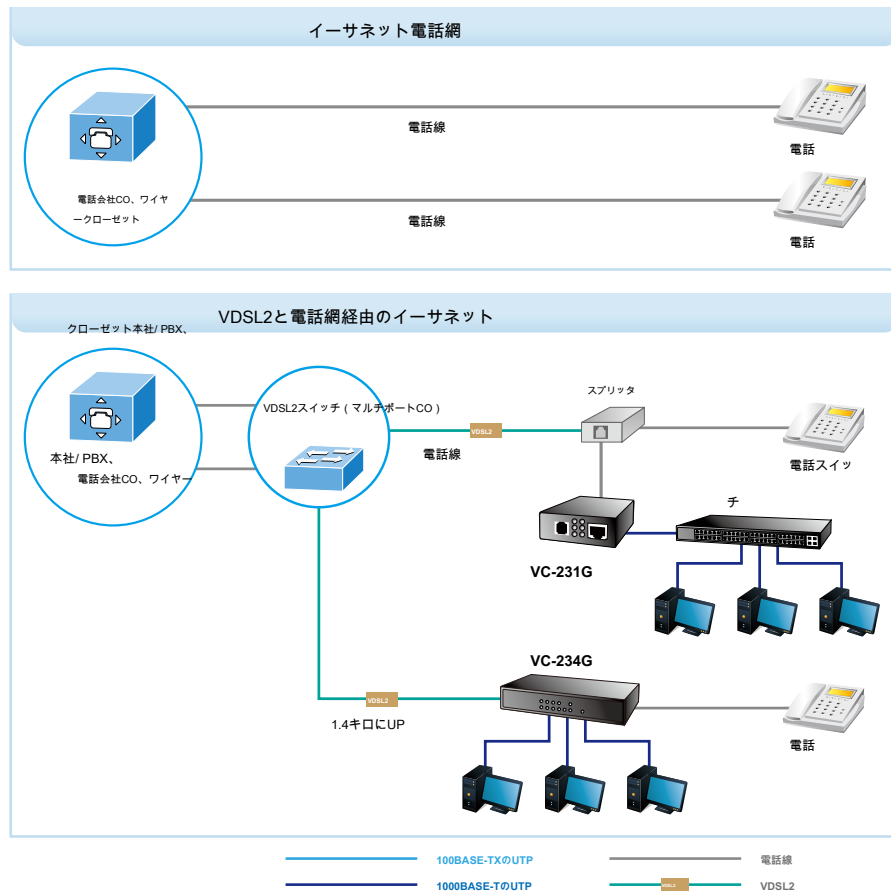 イーサネット電話網
電話線
電話
電話会社CO、ワイヤ
ークローゼット
電話線
電話
VDSL2と電話網経由のイーサネット
クローゼット本社/ PBX、
スプリッタ
VDSL2スイッチ ( マルチポートCO )
VDSL2
電話線
本社/ PBX、
電話会社CO、ワイヤー
電話スイッ
チ
VC-231G
VC-234G
VDSL2
1.4キロにUP
電話
100BASE-TXのUTP
電話線
1000BASE-TのUTP
VDSL2
VDSL2